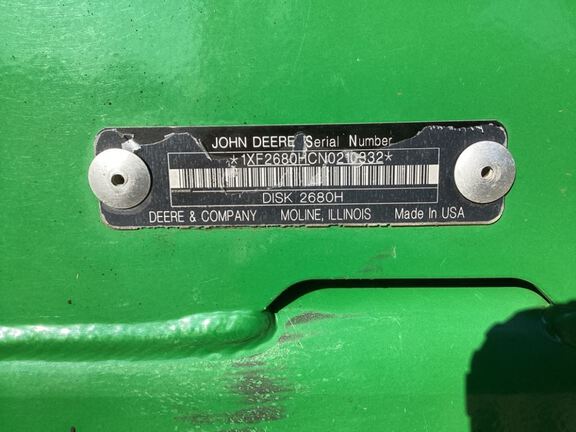 JOHN DEERE Serial Number
*1XF2680HCN0210932*
DISK 2680H
DEERE & COMPANY MOLINE, ILLINOIS Made In USA